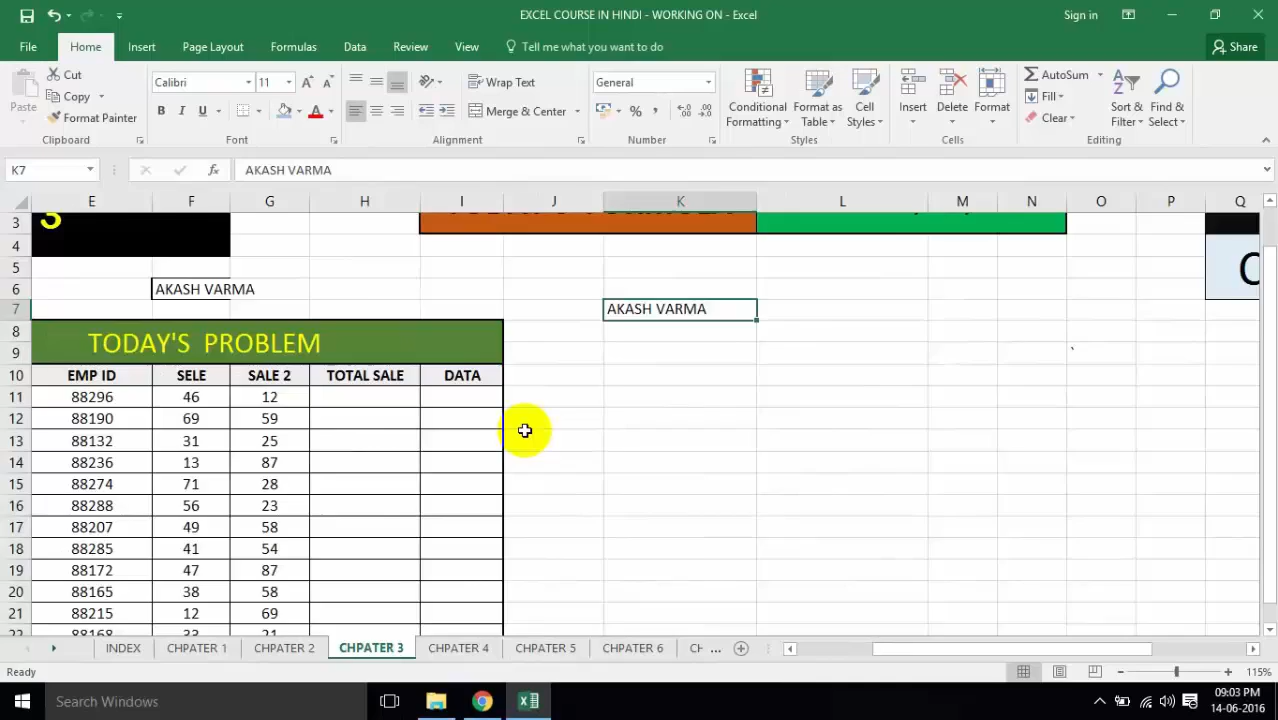 EXCEL COURSE IN HINDI - WORKING ON - Excel
Sign in
File Home Insert Page Layout Formulas Data Review View Tell me what you want to do Share
Paste
Cut
Copy
Format Painter
Clipboard
Calibri 11
B I U
Font
Wrap Text
Merge & Center
Alignment
General
Number
Conditional Formatting
Format as Table
Cell Styles
Styles
Insert Delete Format
Cells
AutoSum
Fill
Clear
Sort & Filter
Find & Select
Editing
K7 fx AKASH VARMA
E F G H I J K L M N O P Q
3
4
5
6 AKASH VARMA
7 AKASH VARMA
8
9
TODAY'S PROBLEM
10 EMP ID SELE SALE 2 TOTAL SALE DATA
11 88296 46 12
12 88190 69 59
13 88132 31 25
14 88236 13 87
15 88274 71 28
16 88288 56 23
17 88207 49 58
18 88285 41 54
19 88172 47 87
20 88165 38 58
21 88215 12 69
22 88168 33 21
INDEX CHPATER 1 CHPATER 2 CHPATER 3 CHPATER 4 CHPATER 5 CHPATER 6 CH ...
Ready 115%
Search Windows
09:03 PM
14-06-2016